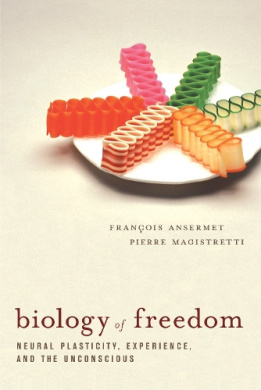 FRANÇOIS ANSERMET
PIERRE MAGISTRETTI
biology of freedom
NEURAL PLASTICITY, EXPERIENCE,
AND THE UNCONSCIOUS